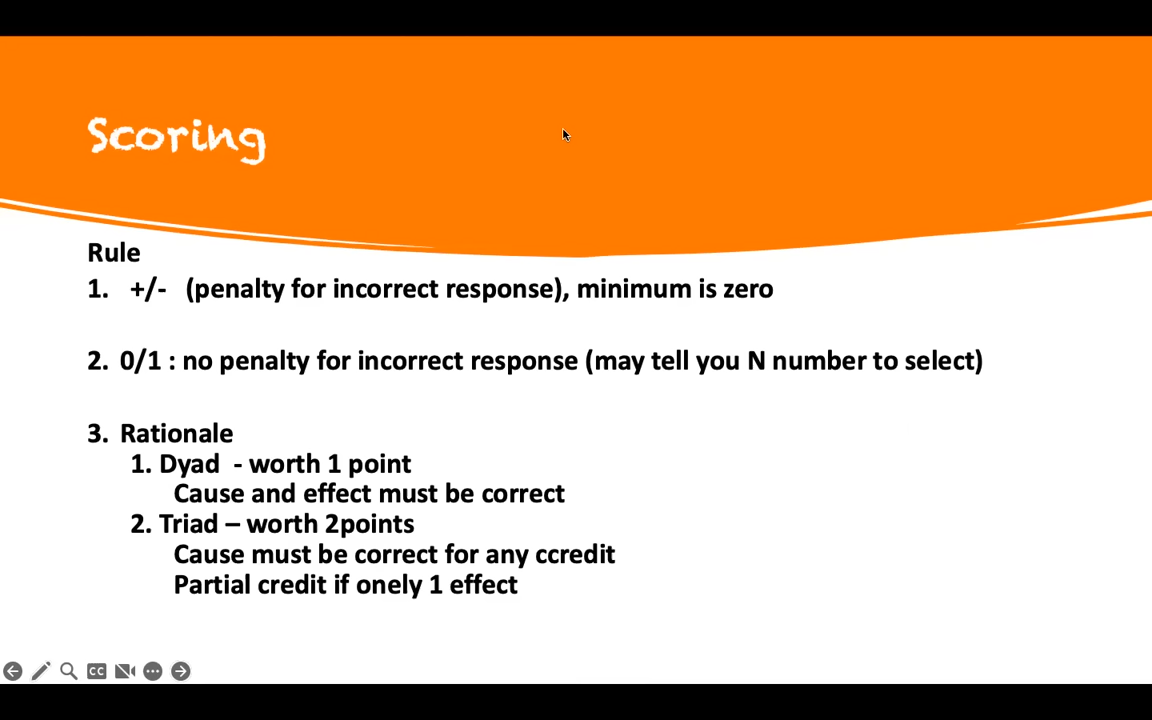 Scoring
Rule
1. +/- (penalty for incorrect response), minimum is zero
2. 0/1 : no penalty for incorrect response (may tell you N number to select)
3. Rationale
1. Dyad - worth 1 point
Cause and effect must be correct
2. Triad – worth 2points
Cause must be correct for any ccredit
Partial credit if onely 1 effect
CC